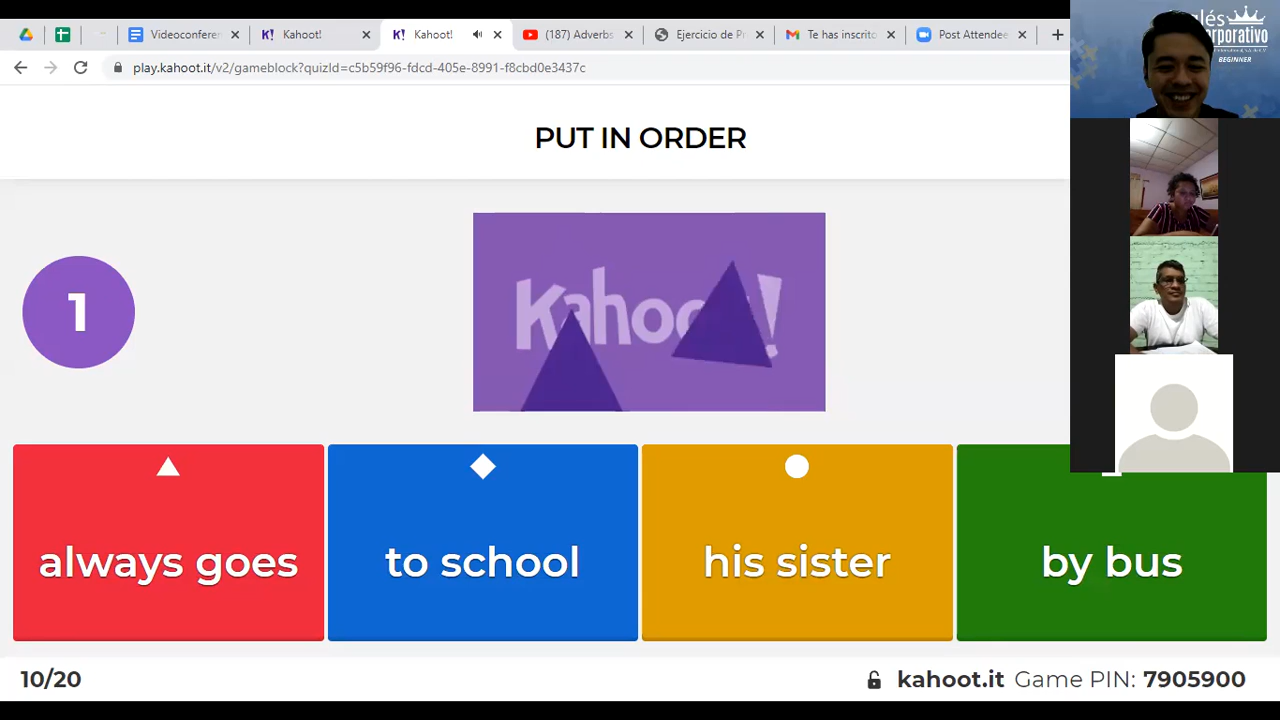 Videoconfere
Kahoot!
Kahoot!
(187) Adverbs
Ejercicio de Pr
Te has inscrito
Post Attendee
play.kahoot.it/v2/gameblock?quizId=c5b59f96-fdcd-405e-8991-f8cbd0e3437c
BEGINNER
PUT IN ORDER
1
Kahoot!
always goes
to school
his sister
by bus
10/20
kahoot.it Game PIN: 7905900